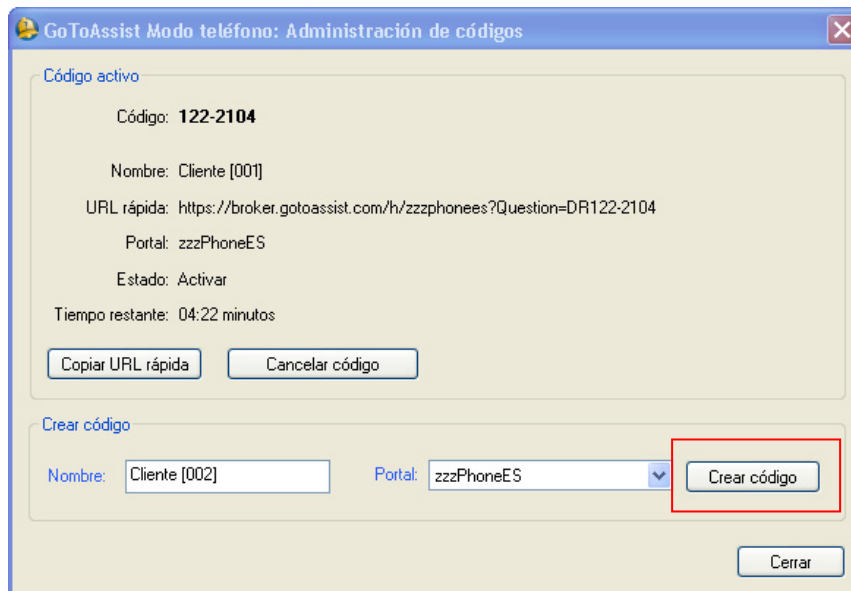 GoToAssist Modo teléfono: Administración de códigos
Código activo
Código: 122-2104
Nombre: Cliente [001]
URL rápida: https://broker.gotoassist.com/h/zzzphonees?Question=DR122-2104
Portal: zzzPhoneES
Estado: Activar
Tiempo restante: 04:22 minutos
Copiar URL rápida Cancelar código
Crear código
Nombre: Cliente [002] Portal: zzzPhoneES Crear código
Cerrar